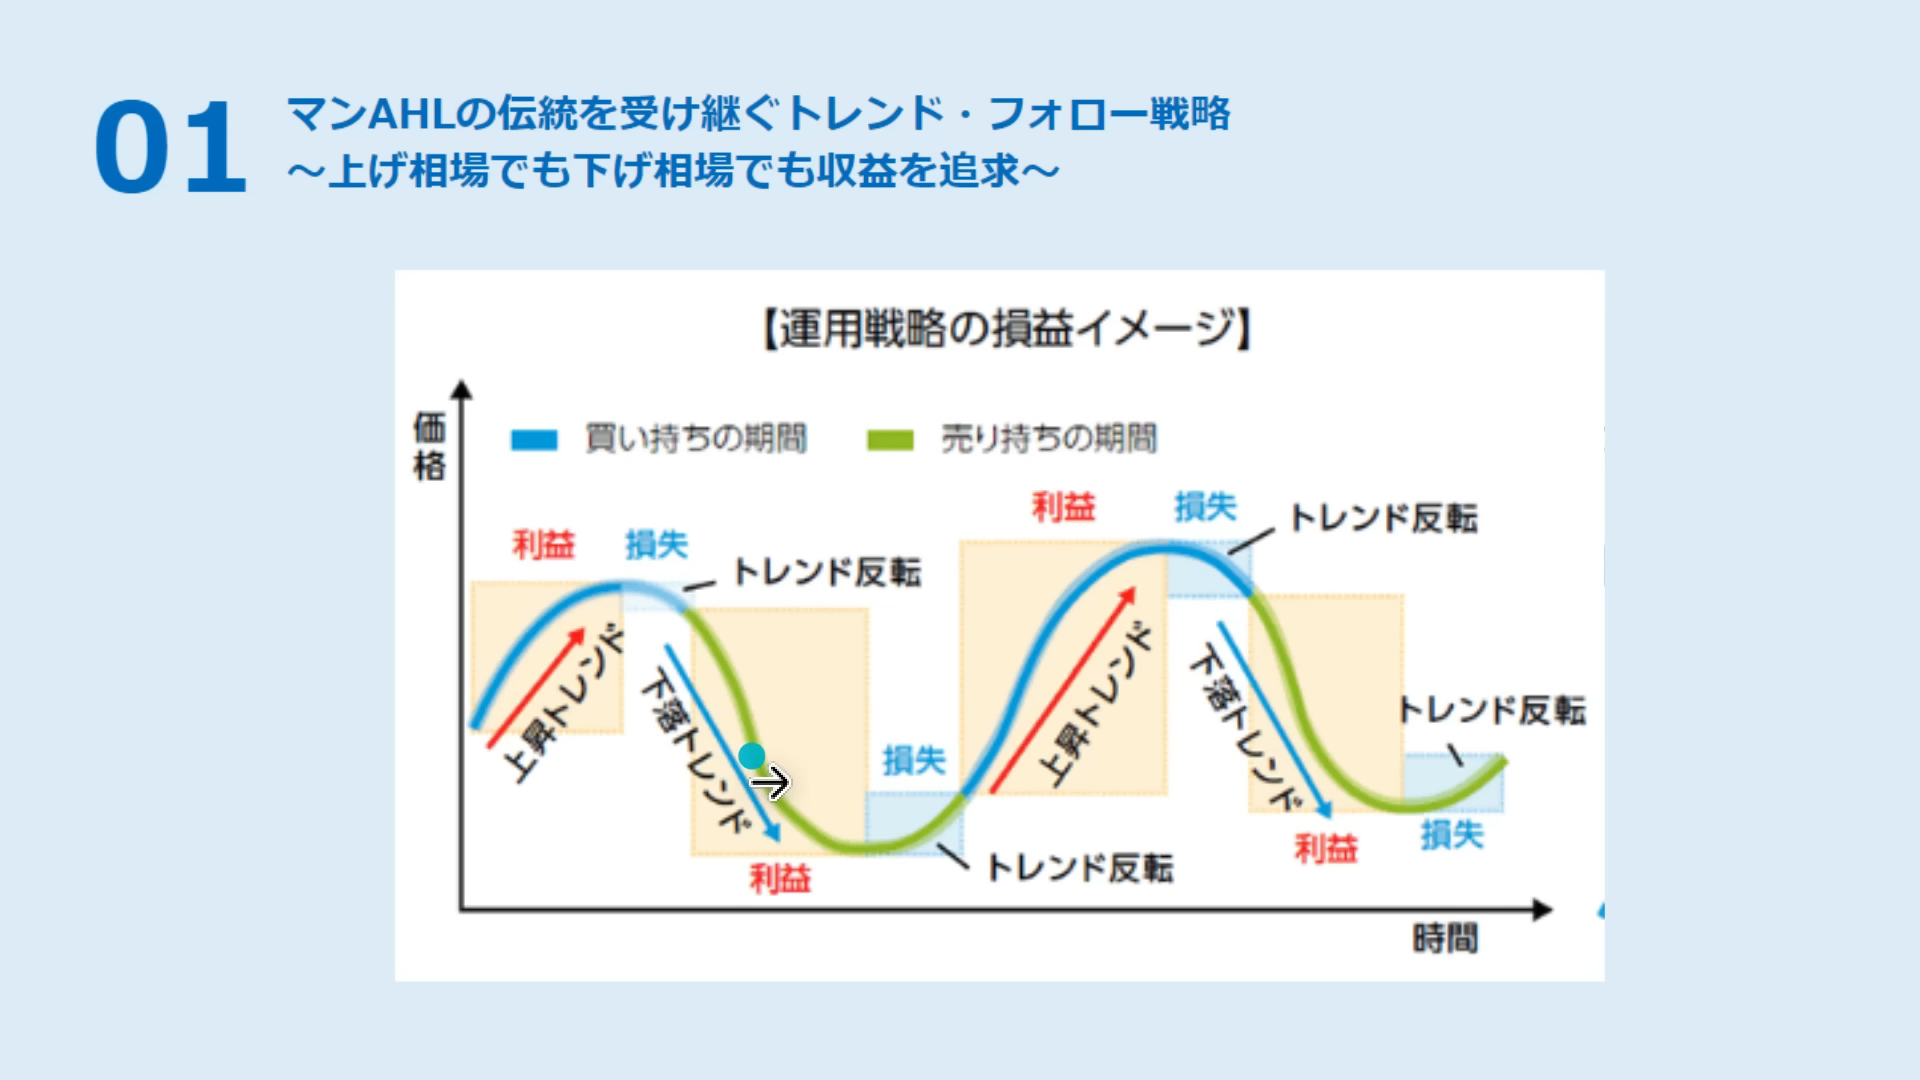 01
マンAHLの伝統を受け継ぐトレンド・フォロー戦略
～上げ相場でも下げ相場でも収益を追求～
【運用戦略の損益イメージ】
価格
買い持ちの期間
売り持ちの期間
利益
損失
トレンド反転
上昇トレンド
下落トレンド
利益
損失
トレンド反転
利益
損失
トレンド反転
上昇トレンド
下落トレンド
利益
損失
トレンド反転
時間